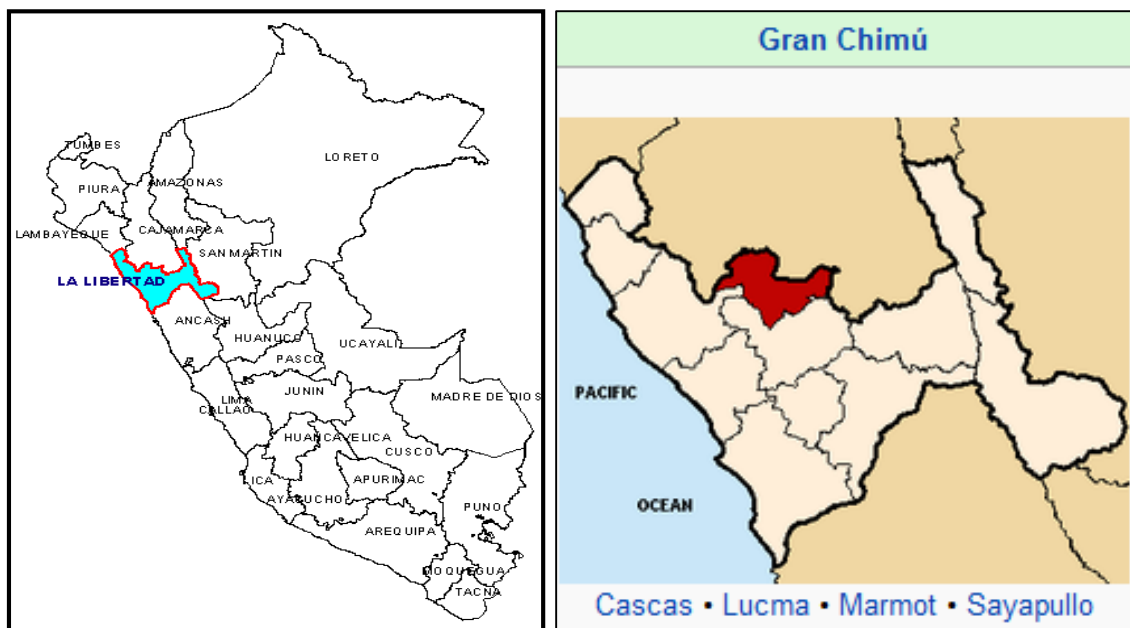 TUMBES
LORETO
PIURA
AMAZONAS
LAMBAYEQUE
CAJAMARCA
SAN MARTIN
LA LIBERTAD
ANCASH
HUANUCO
UCAYALI
PASCO
JUNIN
LIMA
CALLAO
MADRE DE DIOS
HUANCAVELICA
CUSCO
ICA
APURIMAC
AYACUCHO
PUNO
AREQUIPA
MOQUEGUA
TACNA
Gran Chimú
PACIFIC
OCEAN
Cascas • Lucma • Marmot • Sayapullo